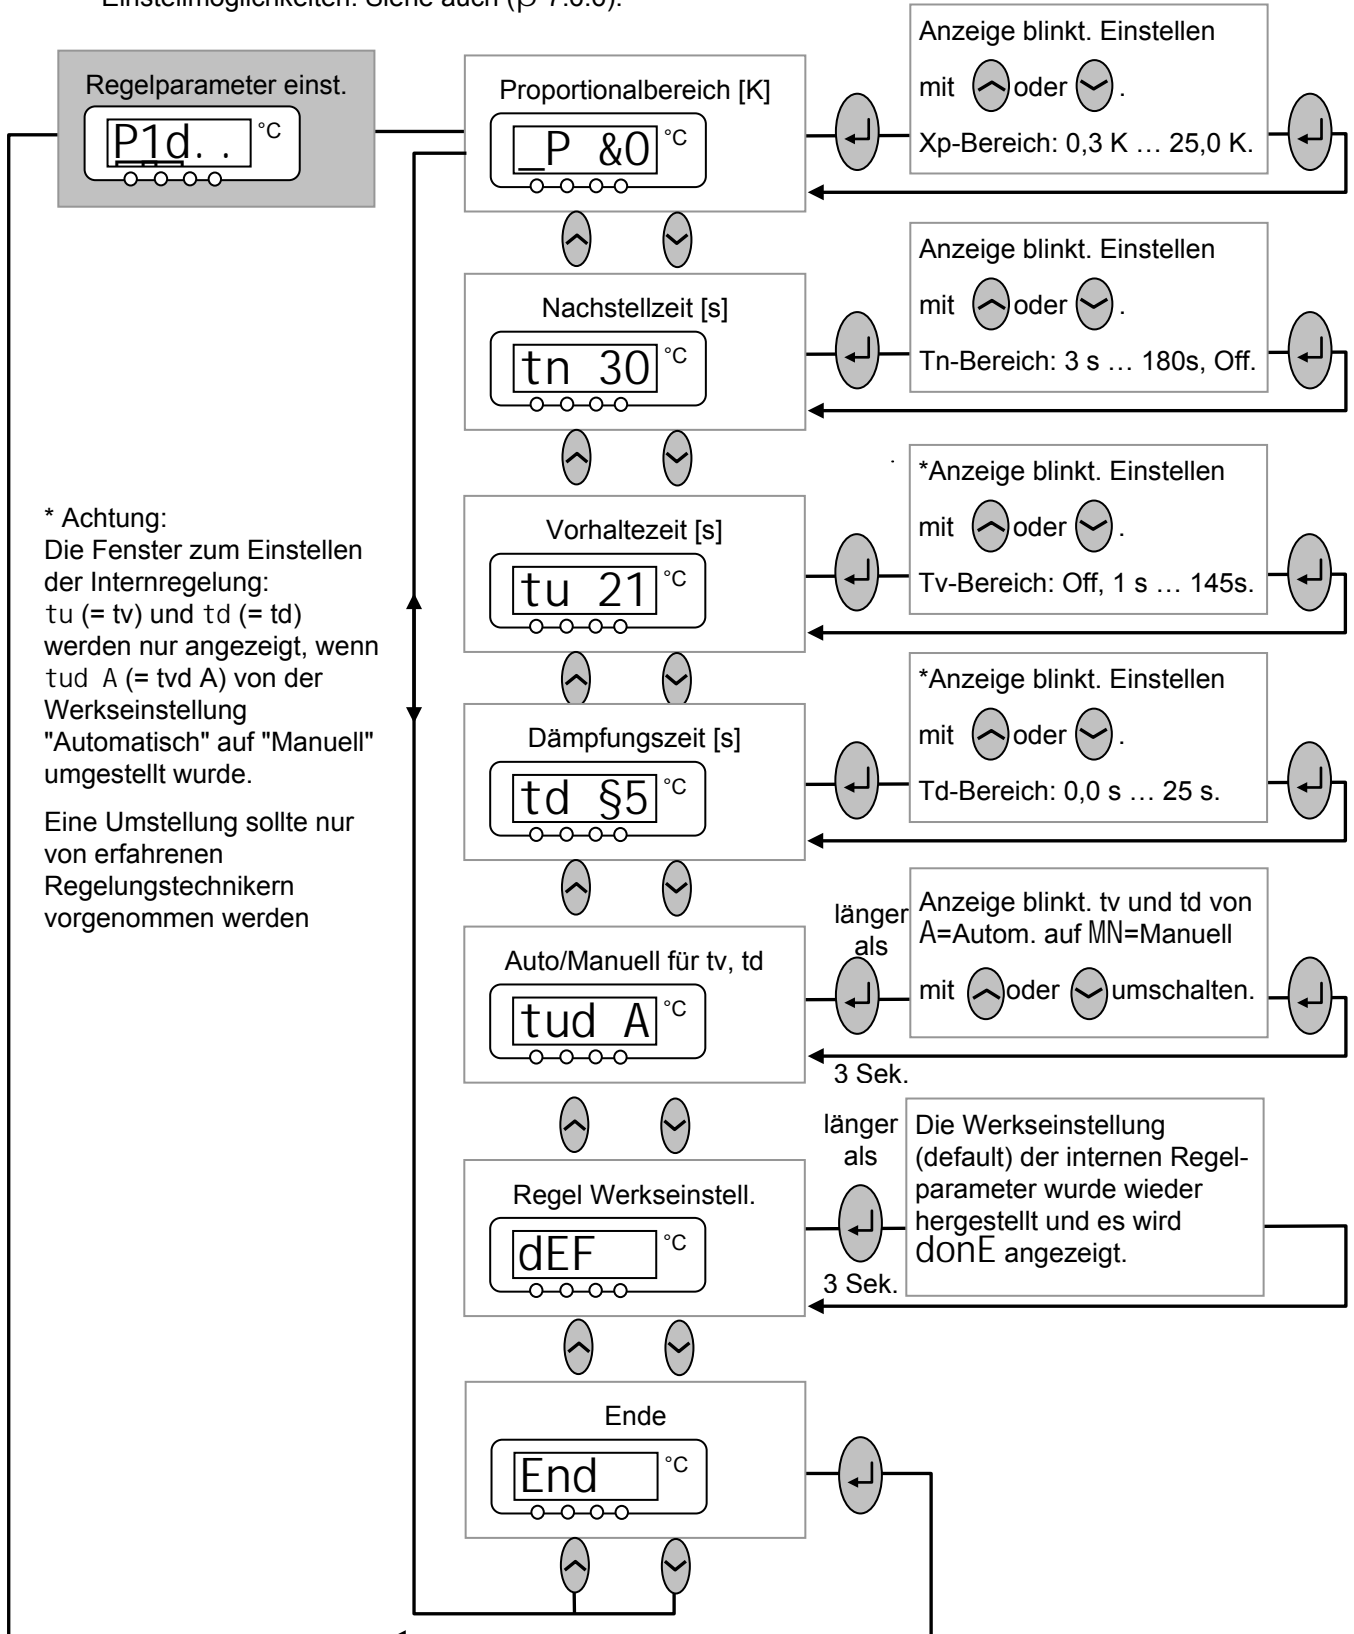 Einstellmöglichkeiten. Siehe auch
Regelparameter einst.
P1d. .
°C
Proportionalbereich [K]
_P &0
°C
Anzeige blinkt. Einstellen
mit oder .
Xp-Bereich: 0,3 K … 25,0 K.
Nachstellzeit [s]
tn 30
°C
Anzeige blinkt. Einstellen
mit oder .
Tn-Bereich: 3 s … 180s, Off.
* Achtung:
Die Fenster zum Einstellen
der Internregelung:
tu (= tv) und td (= td)
werden nur angezeigt, wenn
tud A (= tvd A) von der
Werkseinstellung
"Automatisch" auf "Manuell"
umgestellt wurde.
Eine Umstellung sollte nur
von erfahrenen
Regelungstechnikern
vorgenommen werden
Vorhaltezeit [s]
tu 21
°C
*Anzeige blinkt. Einstellen
mit oder .
Tv-Bereich: Off, 1 s … 145s.
Dämpfungszeit [s]
td §5
°C
*Anzeige blinkt. Einstellen
mit oder .
Td-Bereich: 0,0 s … 25 s.
Auto/Manuell für tv, td
tud A
°C
länger
als
3 Sek.
Anzeige blinkt. tv und td von
A=Autom. auf MN=Manuell
mit oder umschalten.
Regel Werkseinstell.
dEF
°C
länger
als
3 Sek.
Die Werkseinstellung
(default) der internen Regel-
parameter wurde wieder
hergestellt und es wird
donE angezeigt.
Ende
End
°C